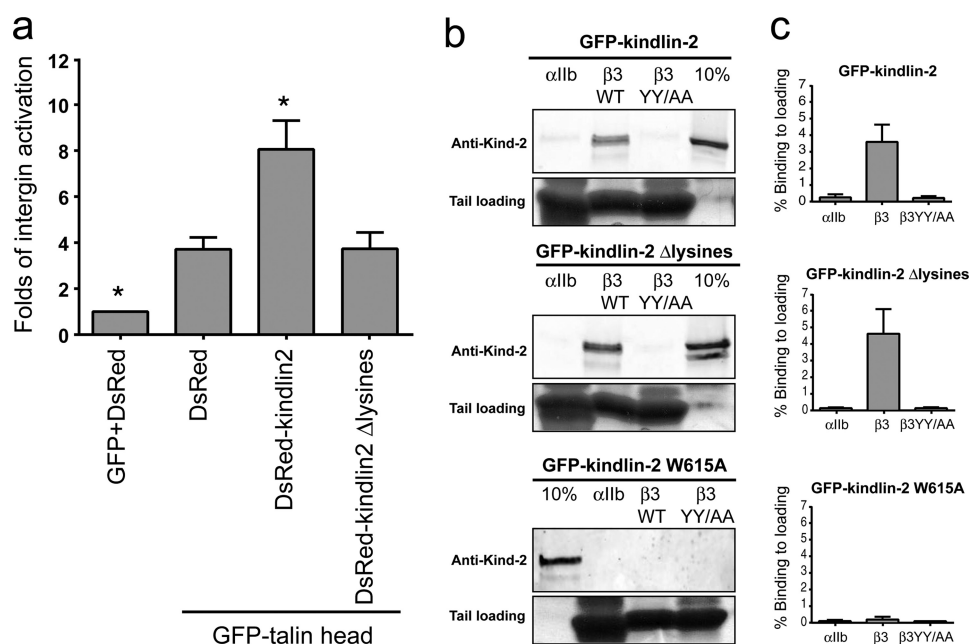 a
Folds of intergin activation
12
10
8
6
4
2
0
*
*
GFP+DsRed
DsRed
DsRed-kindlin2
DsRed-kindlin2 Δlysines
GFP-talin head
b
GFP-kindlin-2
αIIb β3 β3 10%
WT YY/AA
Anti-Kind-2
Tail loading
GFP-kindlin-2 Δlysines
αIIb β3 β3 10%
WT YY/AA
Anti-Kind-2
Tail loading
GFP-kindlin-2 W615A
10% αIIb β3 β3
WT YY/AA
Anti-Kind-2
Tail loading
c
GFP-kindlin-2
% Binding to loading
7
6
5
4
3
2
1
0
αIIb β3 β3YY/AA
GFP-kindlin-2 Δlysines
% Binding to loading
7
6
5
4
3
2
1
0
αIIb β3 β3YY/AA
GFP-kindlin-2 W615A
% Binding to loading
7
6
5
4
3
2
1
0
αIIb β3 β3YY/AA